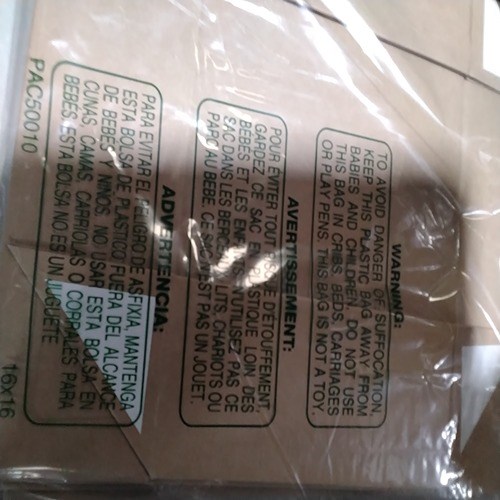 WARNING:
TO AVOID DANGER OF SUFFOCATION,
KEEP THIS PLASTIC BAG AWAY FROM
BABIES AND CHILDREN. DO NOT USE
THIS BAG IN CRIBS, BEDS, CARRIAGES
OR PLAY PENS. THIS BAG IS NOT A TOY.
AVERTISSEMENT:
POUR ÉVITER TOUT D'ÉTOUFFEMENT,
GARDEZ CE SAC EN PLASTIQUE LOIN DES
BEBES ET LES ENFANTS. N'UTILISEZ PAS CE
SAC DANS LES BERCEAUX, LITS, CHARIOTS OU
PARC AU BEBE. CE SAC N'EST PAS UN JOUET.
ADVERTENCIA:
PARA EVITAR EL PELIGRO DE ASFIXIA, MANTENGA
ESTA BOLSA DE PLASTICO FUERA DEL ALCANCE
DE BEBES Y NIÑOS. NO USAR ESTA BOLSA EN
CUNAS, CAMAS, CARRIOLAS O CORRALES PARA
BEBÉS. ESTA BOLSA NO ES UN JUGUETE.
PAC50010
16x16